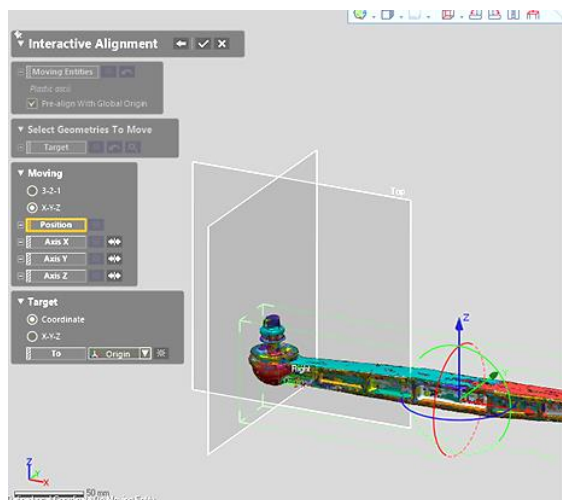 Interactive Alignment
Moving Entities
Plastic ascii
Pre-align With Global Origin
Select Geometries To Move
Target
Moving
3-2-1
X-Y-Z
Position
Axis X
Axis Y
Axis Z
Target
Coordinate
X-Y-Z
To Origin
Top
Right
Z
Y
Z
Y
X
50 mm